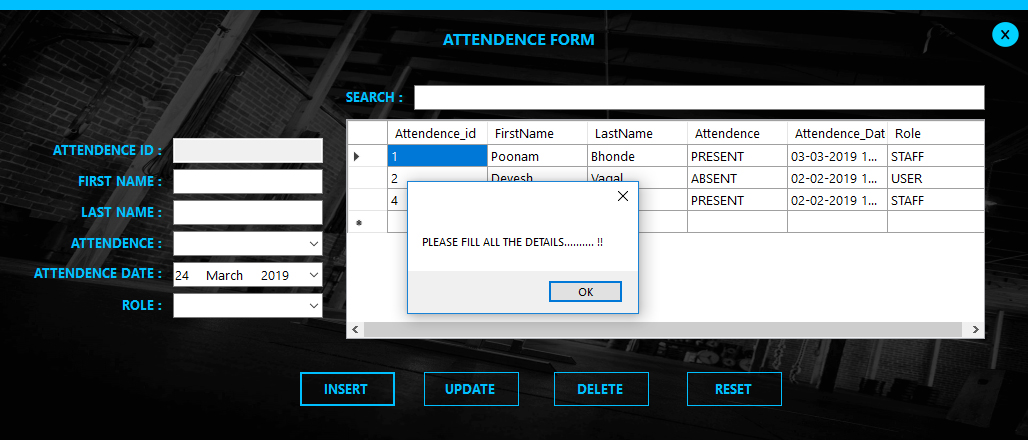 ATTENDENCE FORM
X
SEARCH :
ATTENDENCE ID :
FIRST NAME :
LAST NAME :
ATTENDENCE :
ATTENDENCE DATE : 24 March 2019
ROLE :
Attendence_id FirstName LastName Attendence Attendence_Dat Role
1 Poonam Bhonde PRESENT 03-03-2019 1... STAFF
2 Devesh Vagal ABSENT 02-02-2019 1... USER
4 PRESENT 02-02-2019 1... STAFF
PLEASE FILL ALL THE DETAILS.......... !!
OK
INSERT UPDATE DELETE RESET